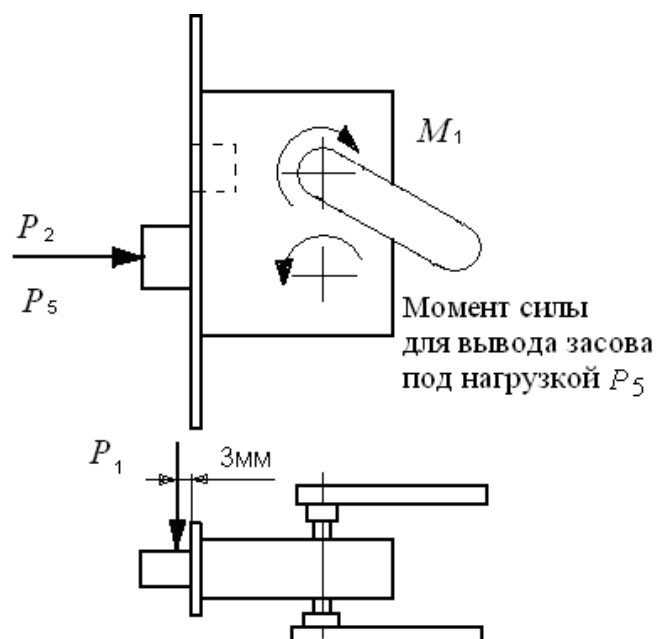 M₁
P₂
P₅
Момент силы
для вывода засова
под нагрузкой P₅
P₁
3мм